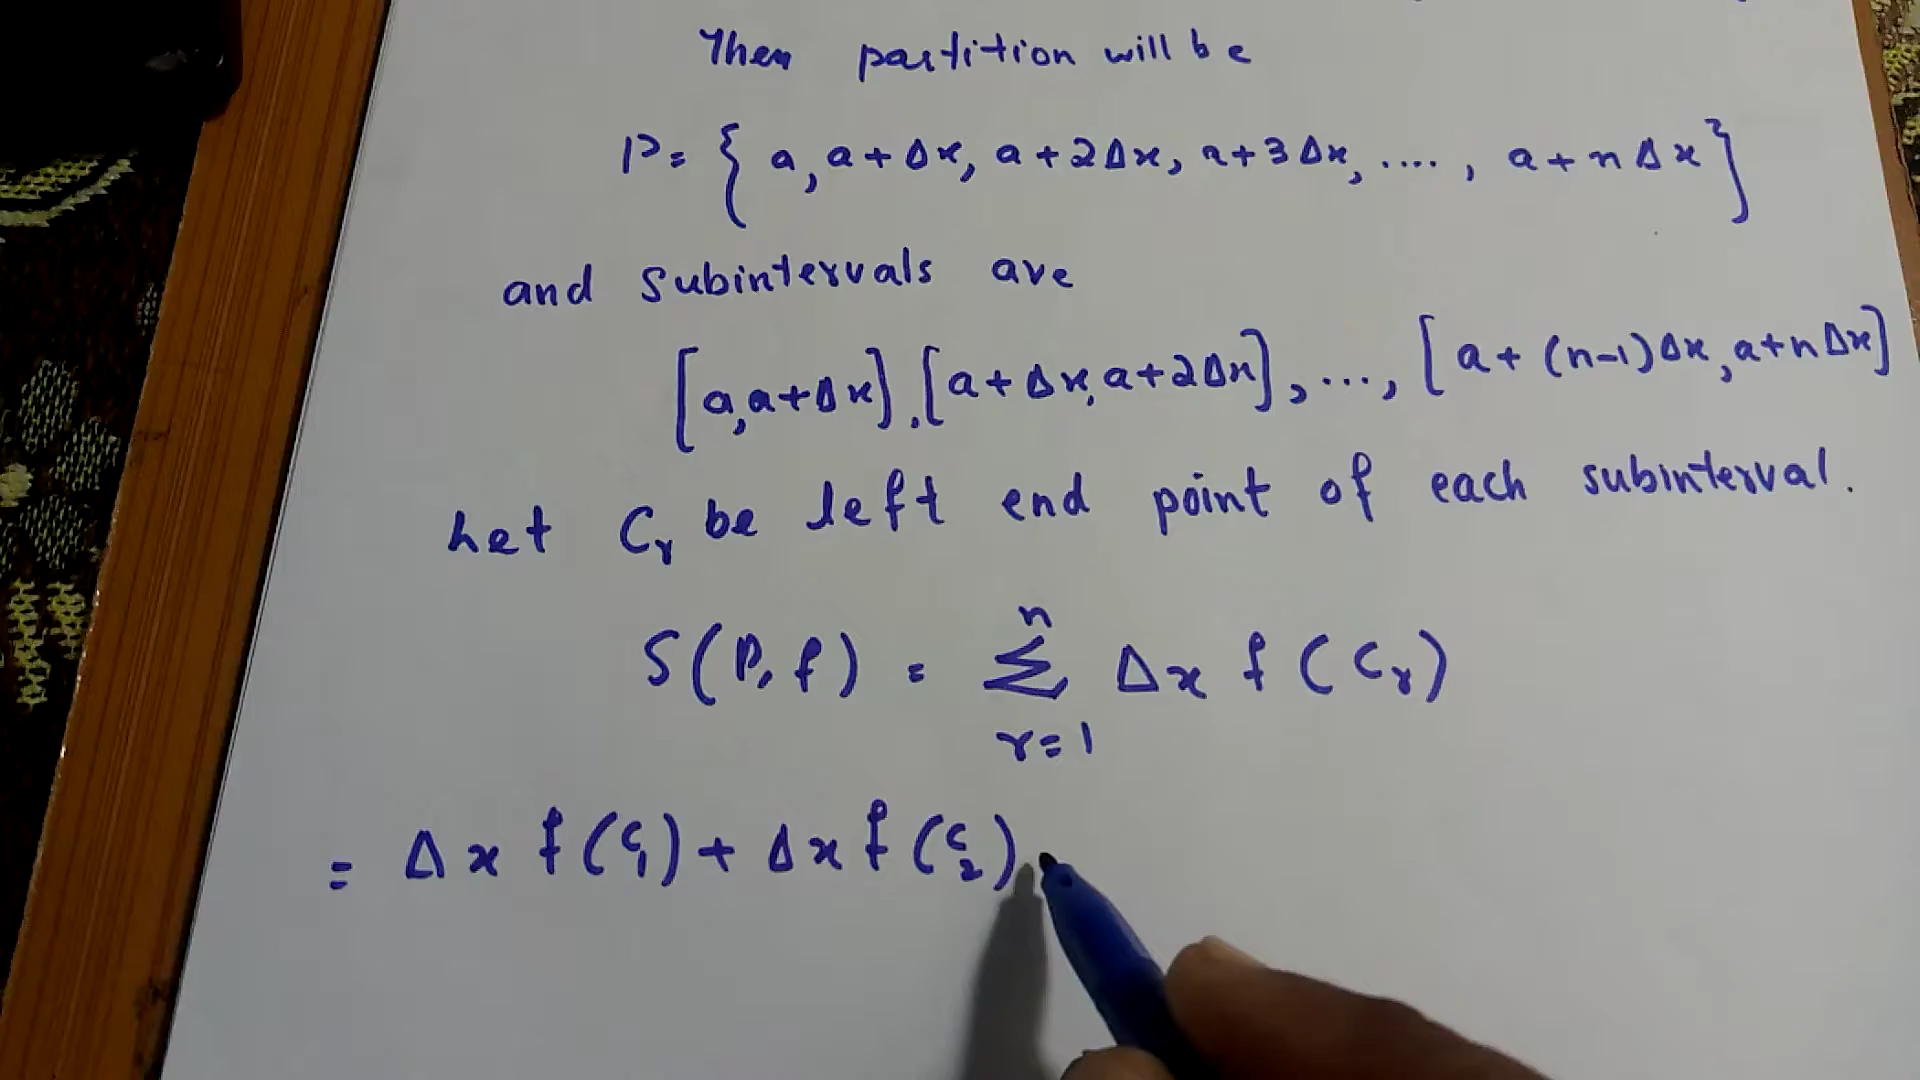 Then partition will be
P = { a, a + Δx, a + 2Δx, a + 3Δx, ...., a + nΔx }
and subintervals are
[a, a + Δx], [a + Δx, a + 2Δx], ..., [a + (n-1)Δx, a + nΔx]
Let Cr be left end point of each subinterval.
S(P, f) = n∑r=1 Δx f(Cr)
= Δx f(C1) + Δx f(C2)